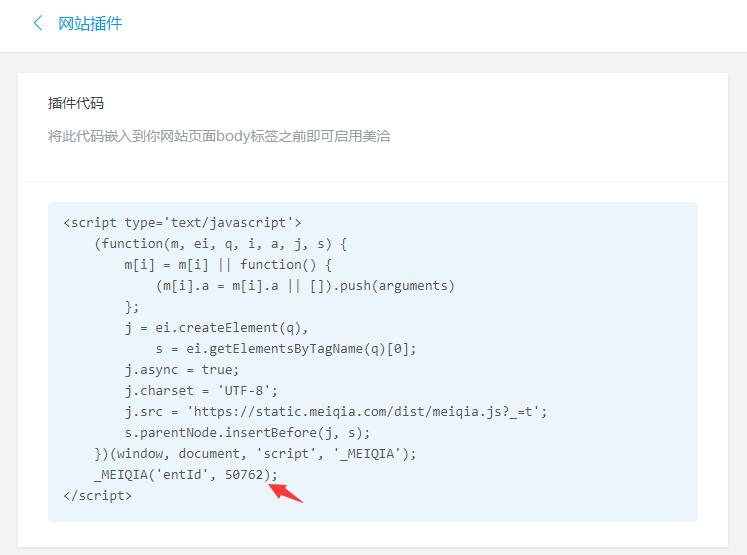 网站插件
插件代码
将此代码嵌入到你网站页面body标签之前即可启用美洽
<script type='text/javascript'>
    (function(m, ei, q, i, a, j, s) {
        m[i] = m[i] || function() {
            (m[i].a = m[i].a || []).push(arguments)
        };
        j = ei.createElement(q),
            s = ei.getElementsByTagName(q)[0];
        j.async = true;
        j.charset = 'UTF-8';
        j.src = 'https://static.meiqia.com/dist/meiqia.js?_=t';
        s.parentNode.insertBefore(j, s);
    })(window, document, 'script', '_MEIQIA');
    _MEIQIA('entId', 50762);
</script>